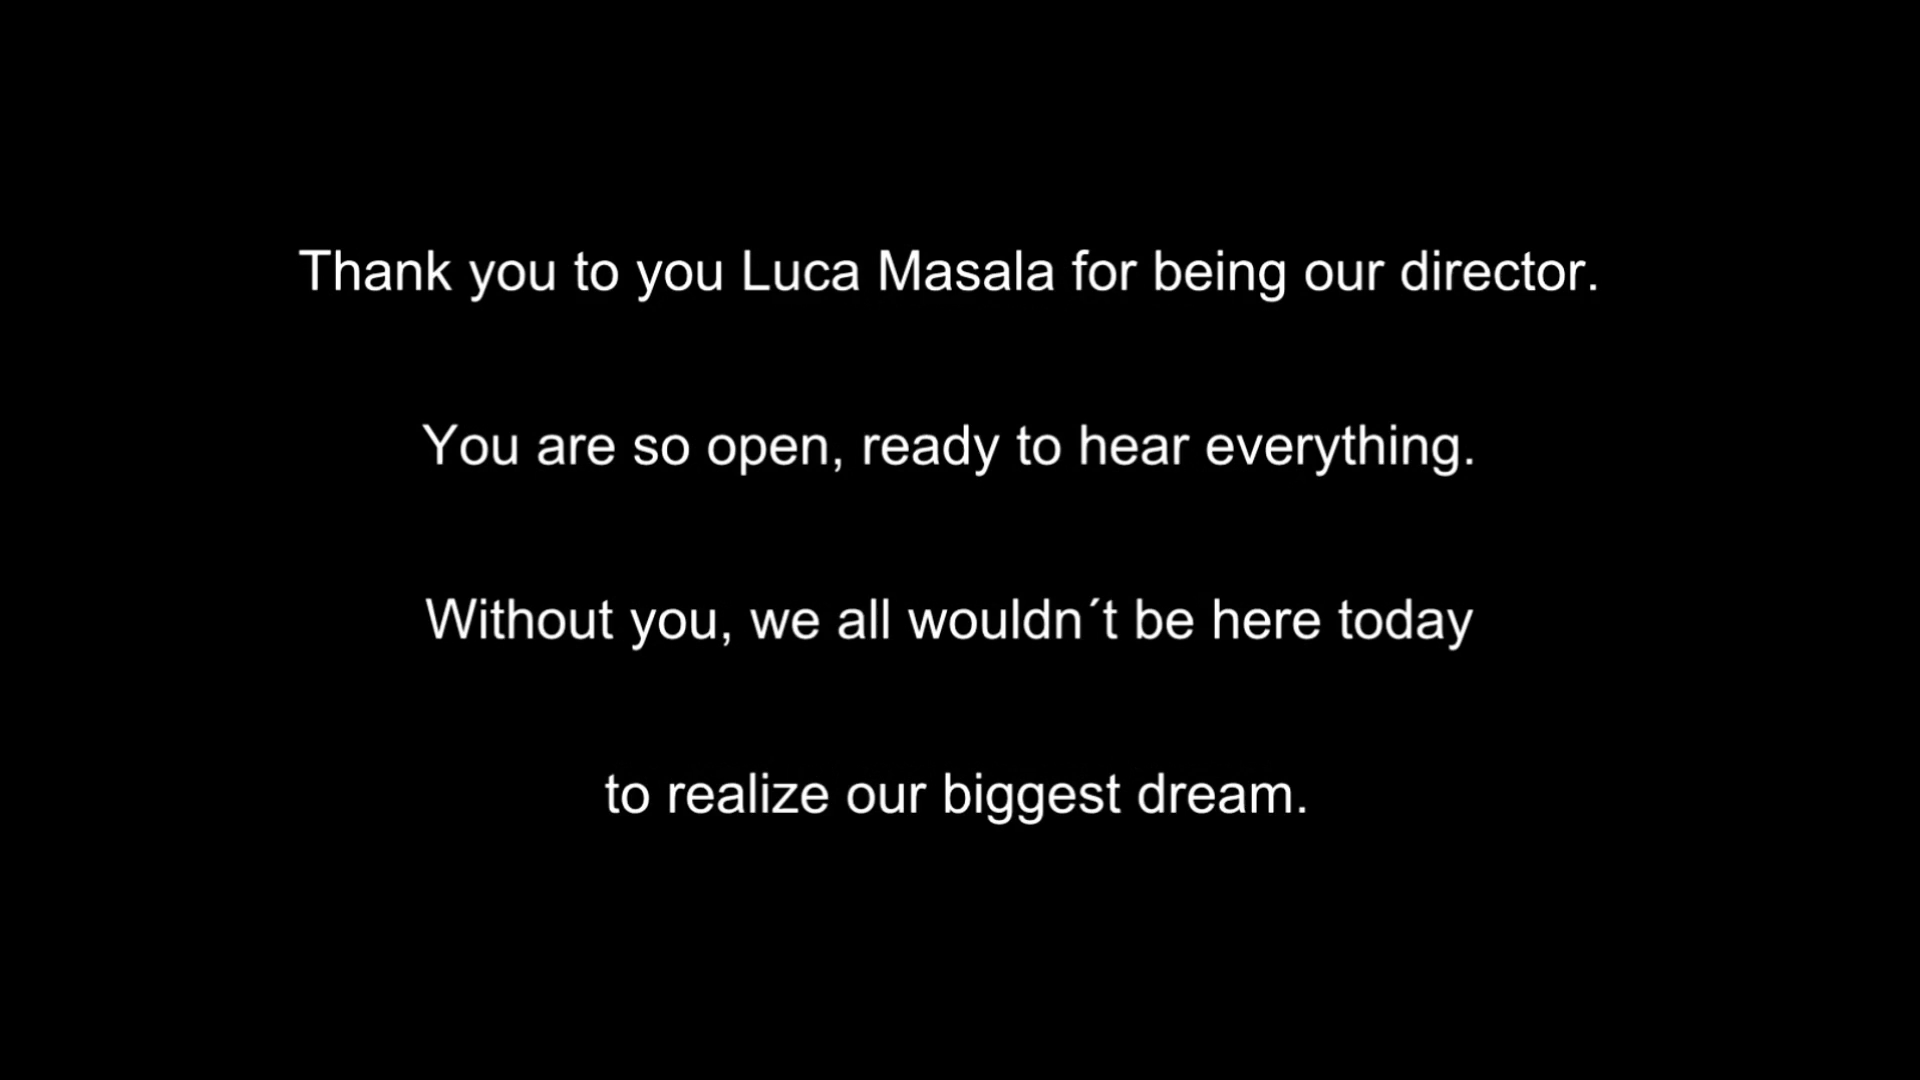 Thank you to you Luca Masala for being our director.
You are so open, ready to hear everything.
Without you, we all wouldn´t be here today
to realize our biggest dream.